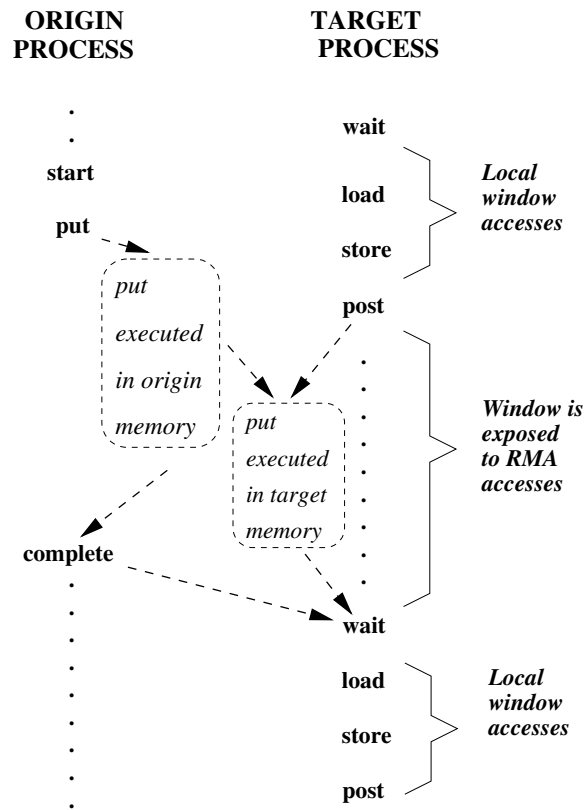 ORIGIN
PROCESS
TARGET
PROCESS
wait
start
load
Local
window
accesses
put
store
put
executed
in origin
memory
post
put
executed
in target
memory
Window is
exposed
to RMA
accesses
complete
wait
load
store
post
Local
window
accesses